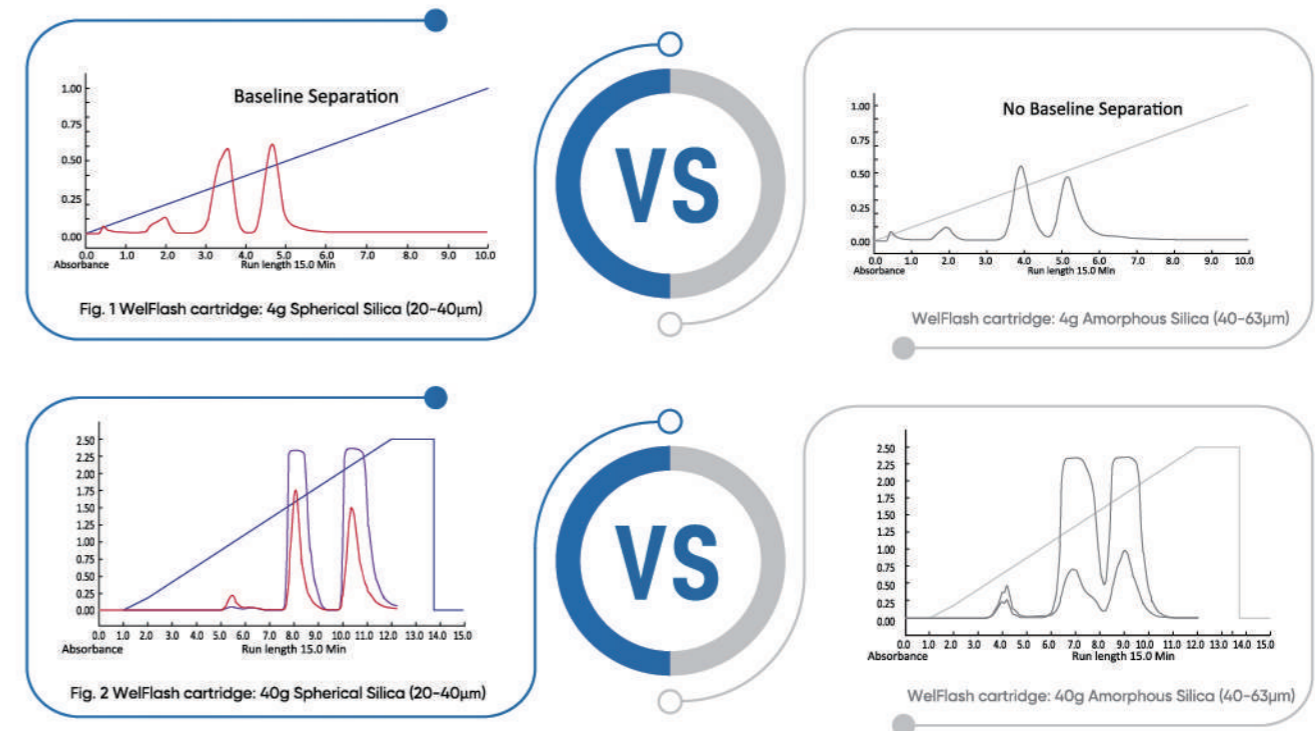 Baseline Separation
1.00
0.75
0.50
0.25
0.00
0.0 1.0 2.0 3.0 4.0 5.0 6.0 7.0 8.0 9.0 10.0
Absorbance Run length 15.0 Min
Fig. 1 WelFlash cartridge: 4g Spherical Silica (20-40μm)
VS
No Baseline Separation
1.00
0.75
0.50
0.25
0.00
0.0 1.0 2.0 3.0 4.0 5.0 6.0 7.0 8.0 9.0 10.0
Absorbance Run length 15.0 Min
WelFlash cartridge: 4g Amorphous Silica (40-63μm)
2.50
2.25
2.00
1.75
1.50
1.25
1.00
0.75
0.50
0.25
0.00
0.0 1.0 2.0 3.0 4.0 5.0 6.0 7.0 8.0 9.0 10.0 11.0 12.0 13.0 14.0 15.0
Absorbance Run length 15.0 Min
Fig. 2 WelFlash cartridge: 40g Spherical Silica (20-40μm)
VS
2.50
2.25
2.00
1.75
1.50
1.25
1.00
0.75
0.50
0.25
0.00
0.0 1.0 2.0 3.0 4.0 5.0 6.0 7.0 8.0 9.0 10.0 11.0 12.0 13.0 14.0 15.0
Absorbance Run length 15.0 Min
WelFlash cartridge: 40g Amorphous Silica (40-63μm)